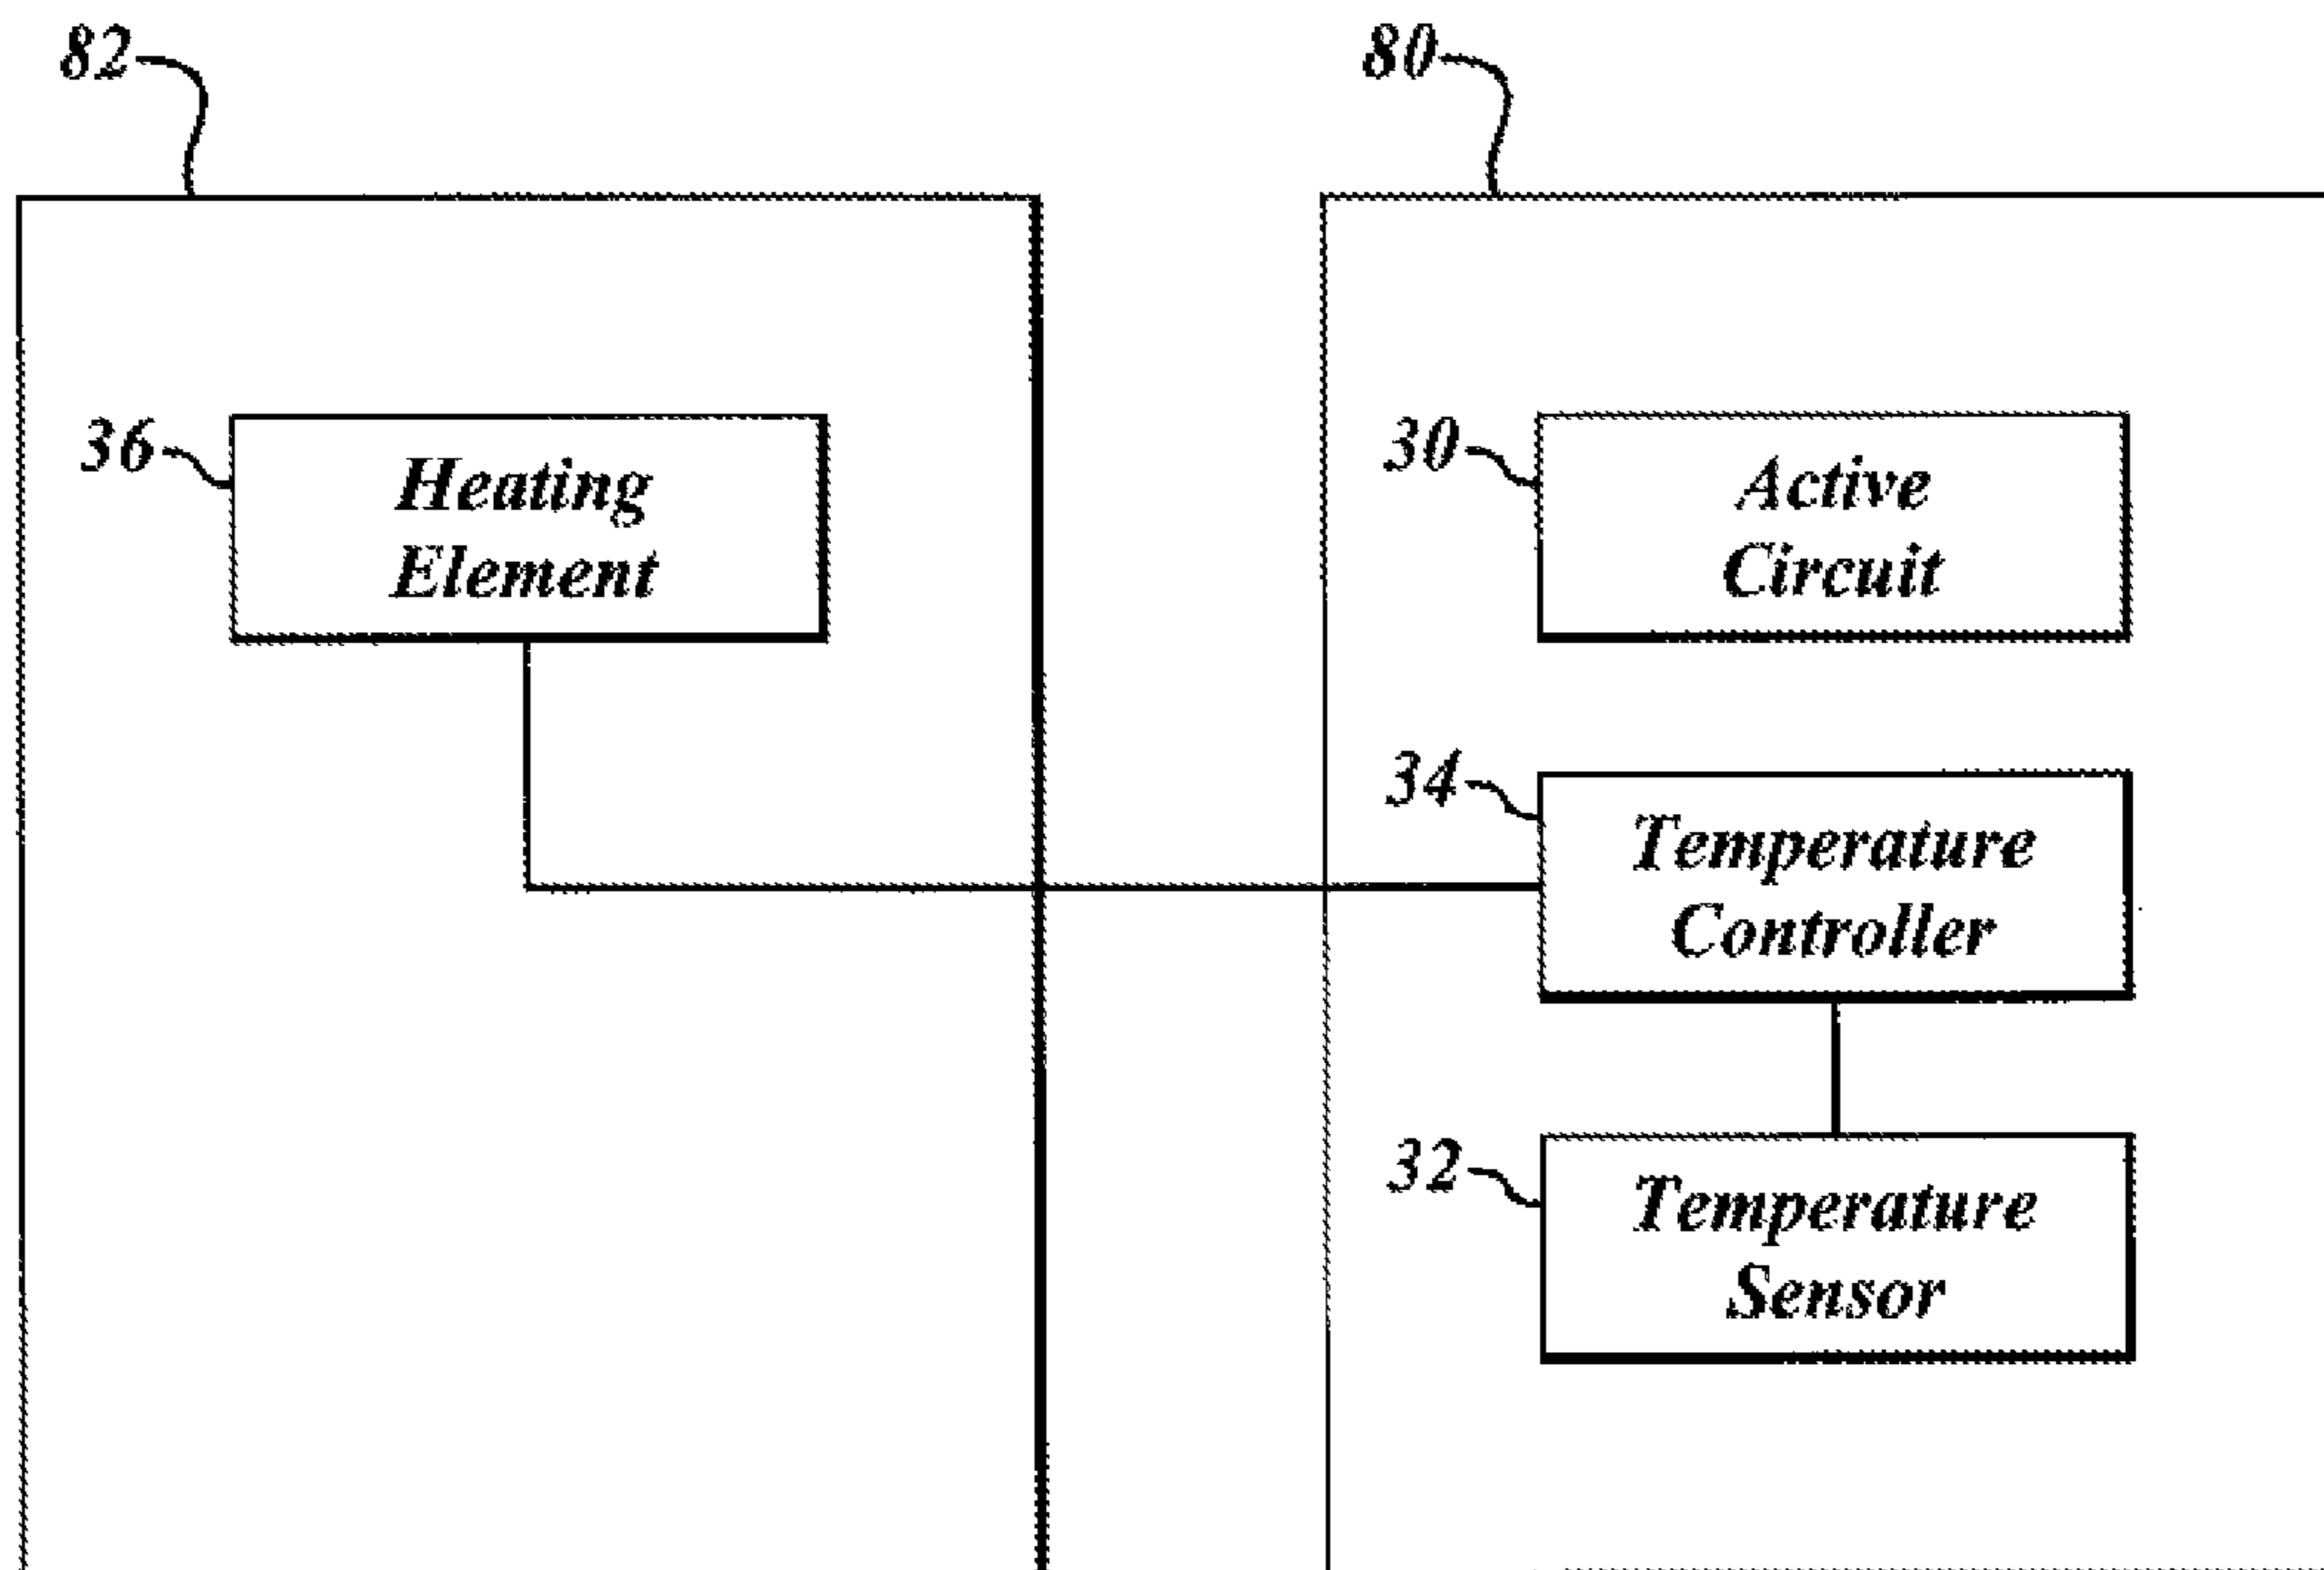 82
80
36
Heating
Element
30
Active
Circuit
34
Temperature
Controller
32
Temperature
Sensor